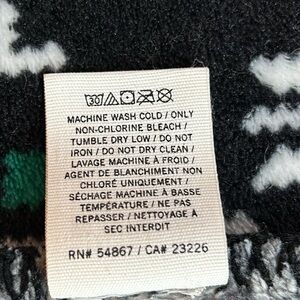 MACHINE WASH COLD / ONLY
NON-CHLORINE BLEACH /
TUMBLE DRY LOW / DO NOT
IRON / DO NOT DRY CLEAN /
LAVAGE MACHINE À FROID /
AGENT DE BLANCHIMENT NON
CHLORÉ UNIQUEMENT /
SÉCHAGE MACHINE À BASSE
TEMPÉRATURE / NE PAS
REPASSER / NETTOYAGE À
SEC INTERDIT
RN# 54867 / CA# 23226